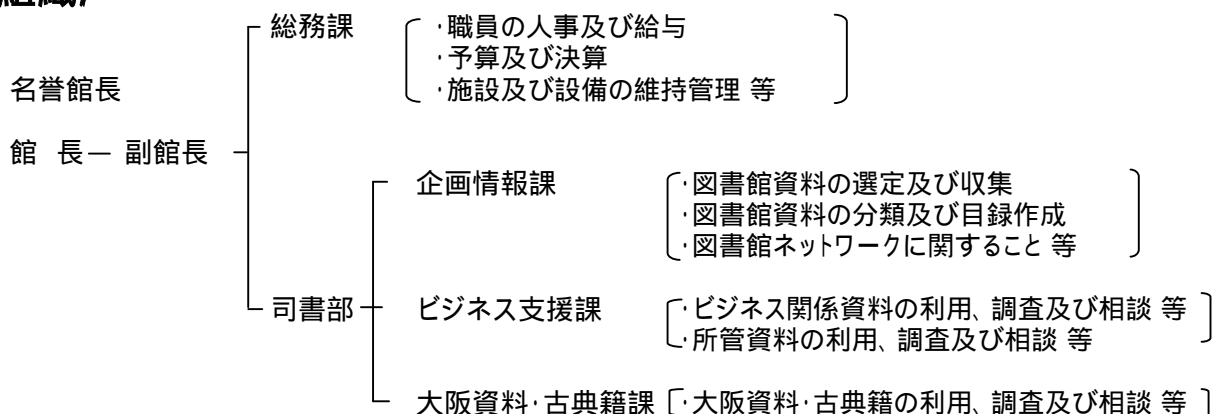 総務課 ・職員の人事及び給与
・予算及び決算
名誉館長 ・施設及び設備の維持管理 等
館 長 ― 副館長
企画情報課 ・図書館資料の選定及び収集
・図書館資料の分類及び目録作成
・図書館ネットワークに関すること 等
司書部 ビジネス支援課 ・ビジネス関係資料の利用、調査及び相談 等
・所管資料の利用、調査及び相談 等
大阪資料・古典籍課 ・大阪資料・古典籍の利用、調査及び相談 等